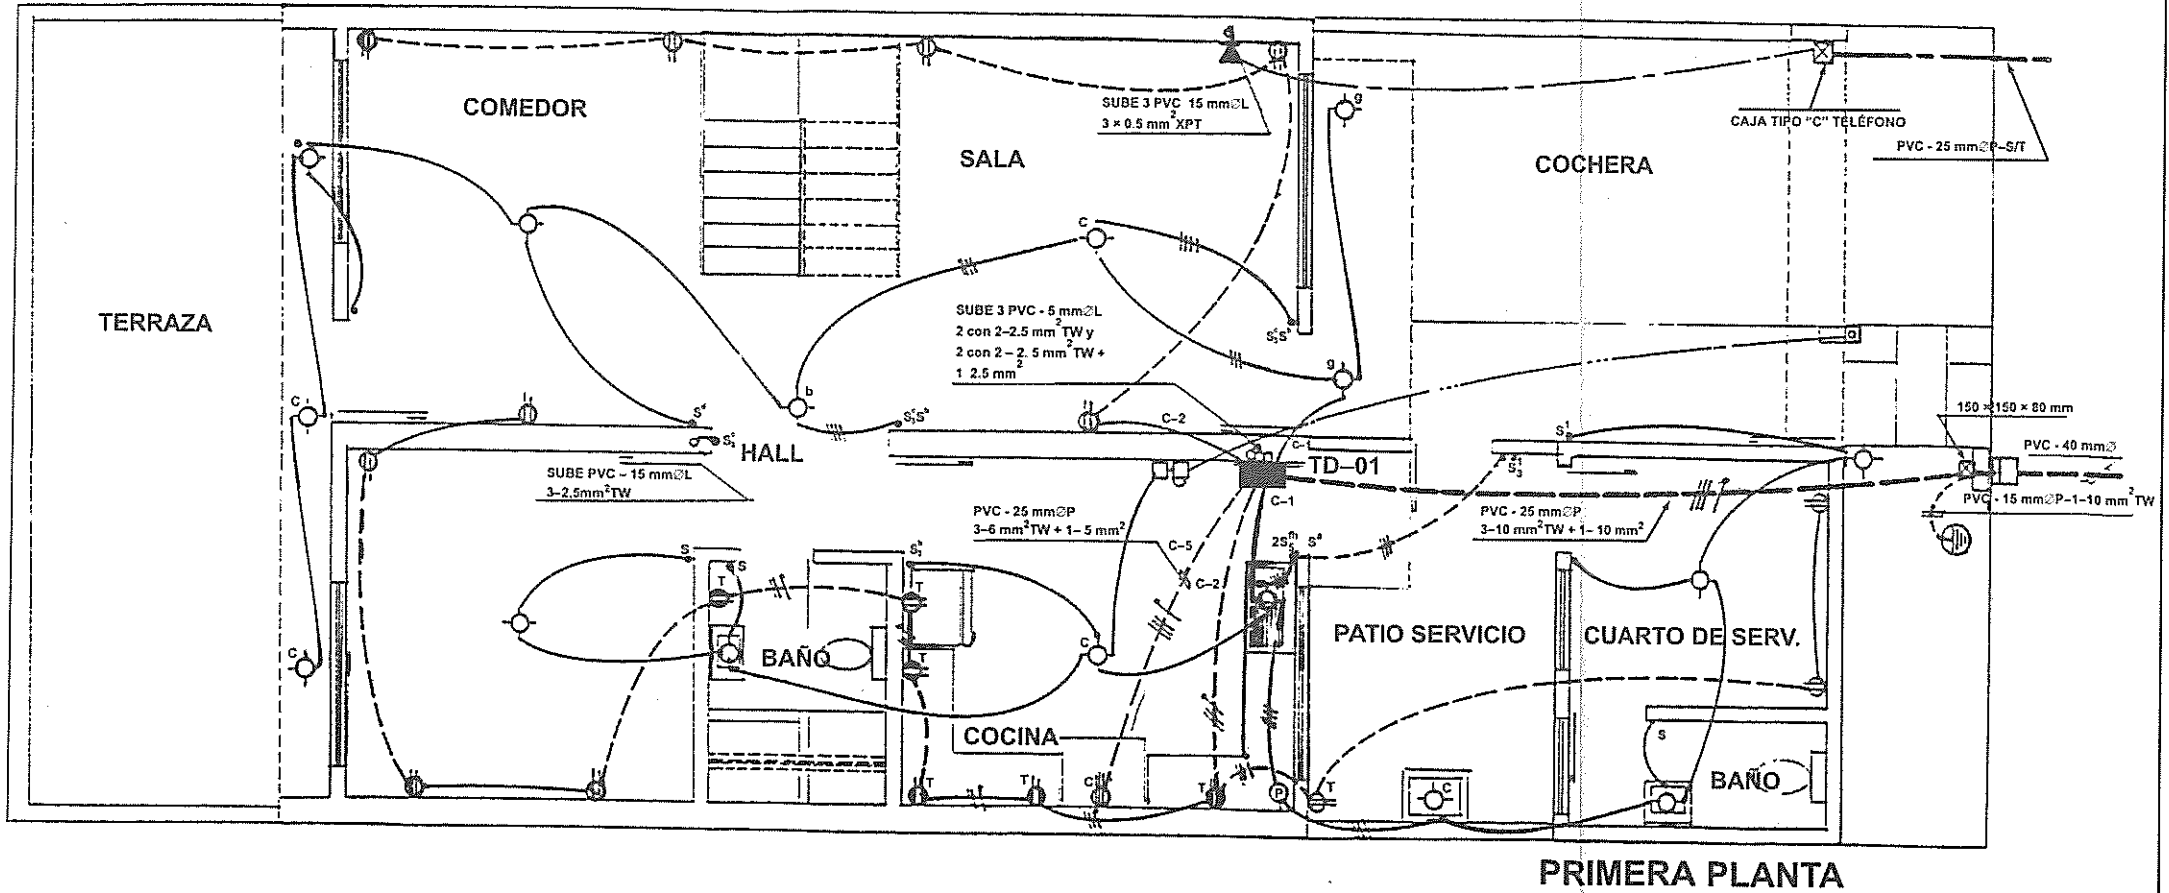 COMEDOR
SALA
COCHERA
TERRAZA
HALL
BAÑO
COCINA
PATIO SERVICIO
CUARTO DE SERV.
BAÑO
SUBE 3 PVC 15 mm∅L
3 × 0.5 mm² XPT
CAJA TIPO "C" TELÉFONO
PVC - 25 mm∅P–S/T
SUBE 3 PVC - 5 mm∅L
2 con 2–2.5 mm² TW y
2 con 2 – 2. 5 mm² TW +
1 2.5 mm²
150 × 150 × 80 mm
PVC - 40 mm∅
PVC - 15 mm∅P–1–10 mm² TW
SUBE PVC – 15 mm∅L
3–2.5mm² TW
PVC - 25 mm∅P
3–6 mm² TW + 1– 5 mm²
PVC - 25 mm∅P
3–10 mm² TW + 1– 10 mm²
TD–01
C–2
C–1
C–1
C–5
C–2
g
g
b
C
C
C
C
C
C
S
S
S
T
T
T
T
T
T
T
P
PRIMERA PLANTA